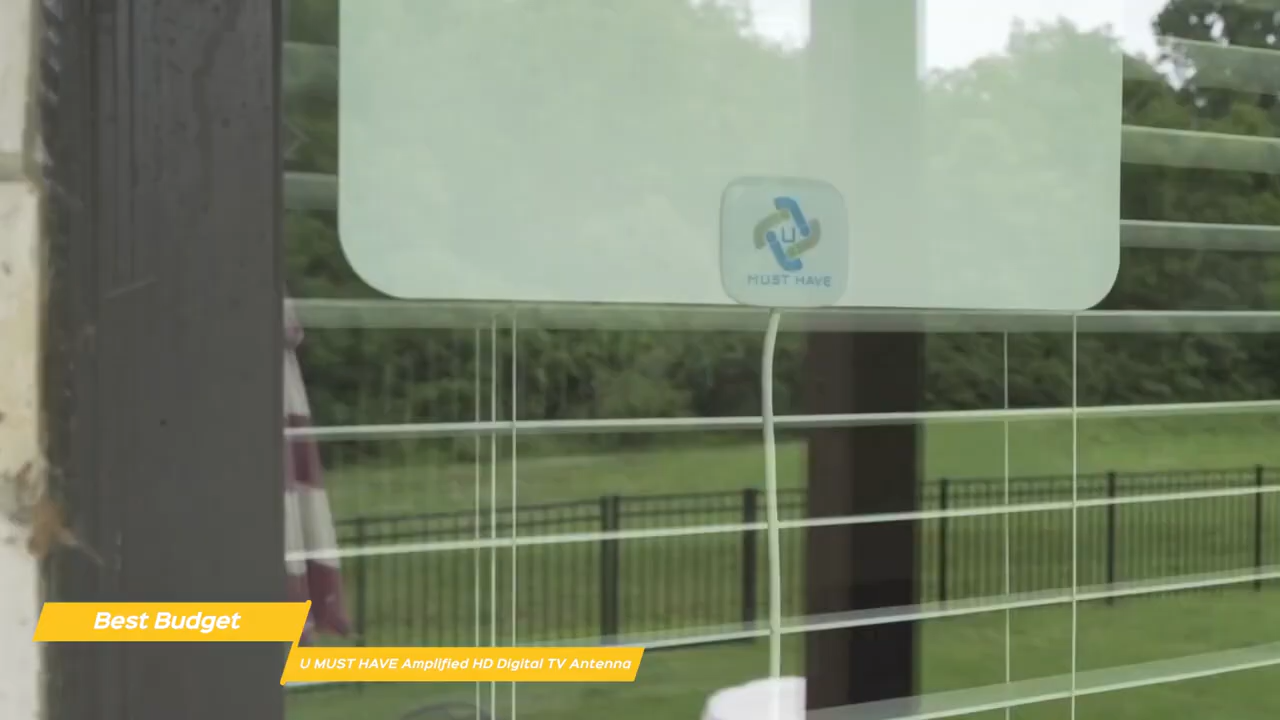 U
MUST HAVE
Best Budget
U MUST HAVE Amplified HD Digital TV Antenna